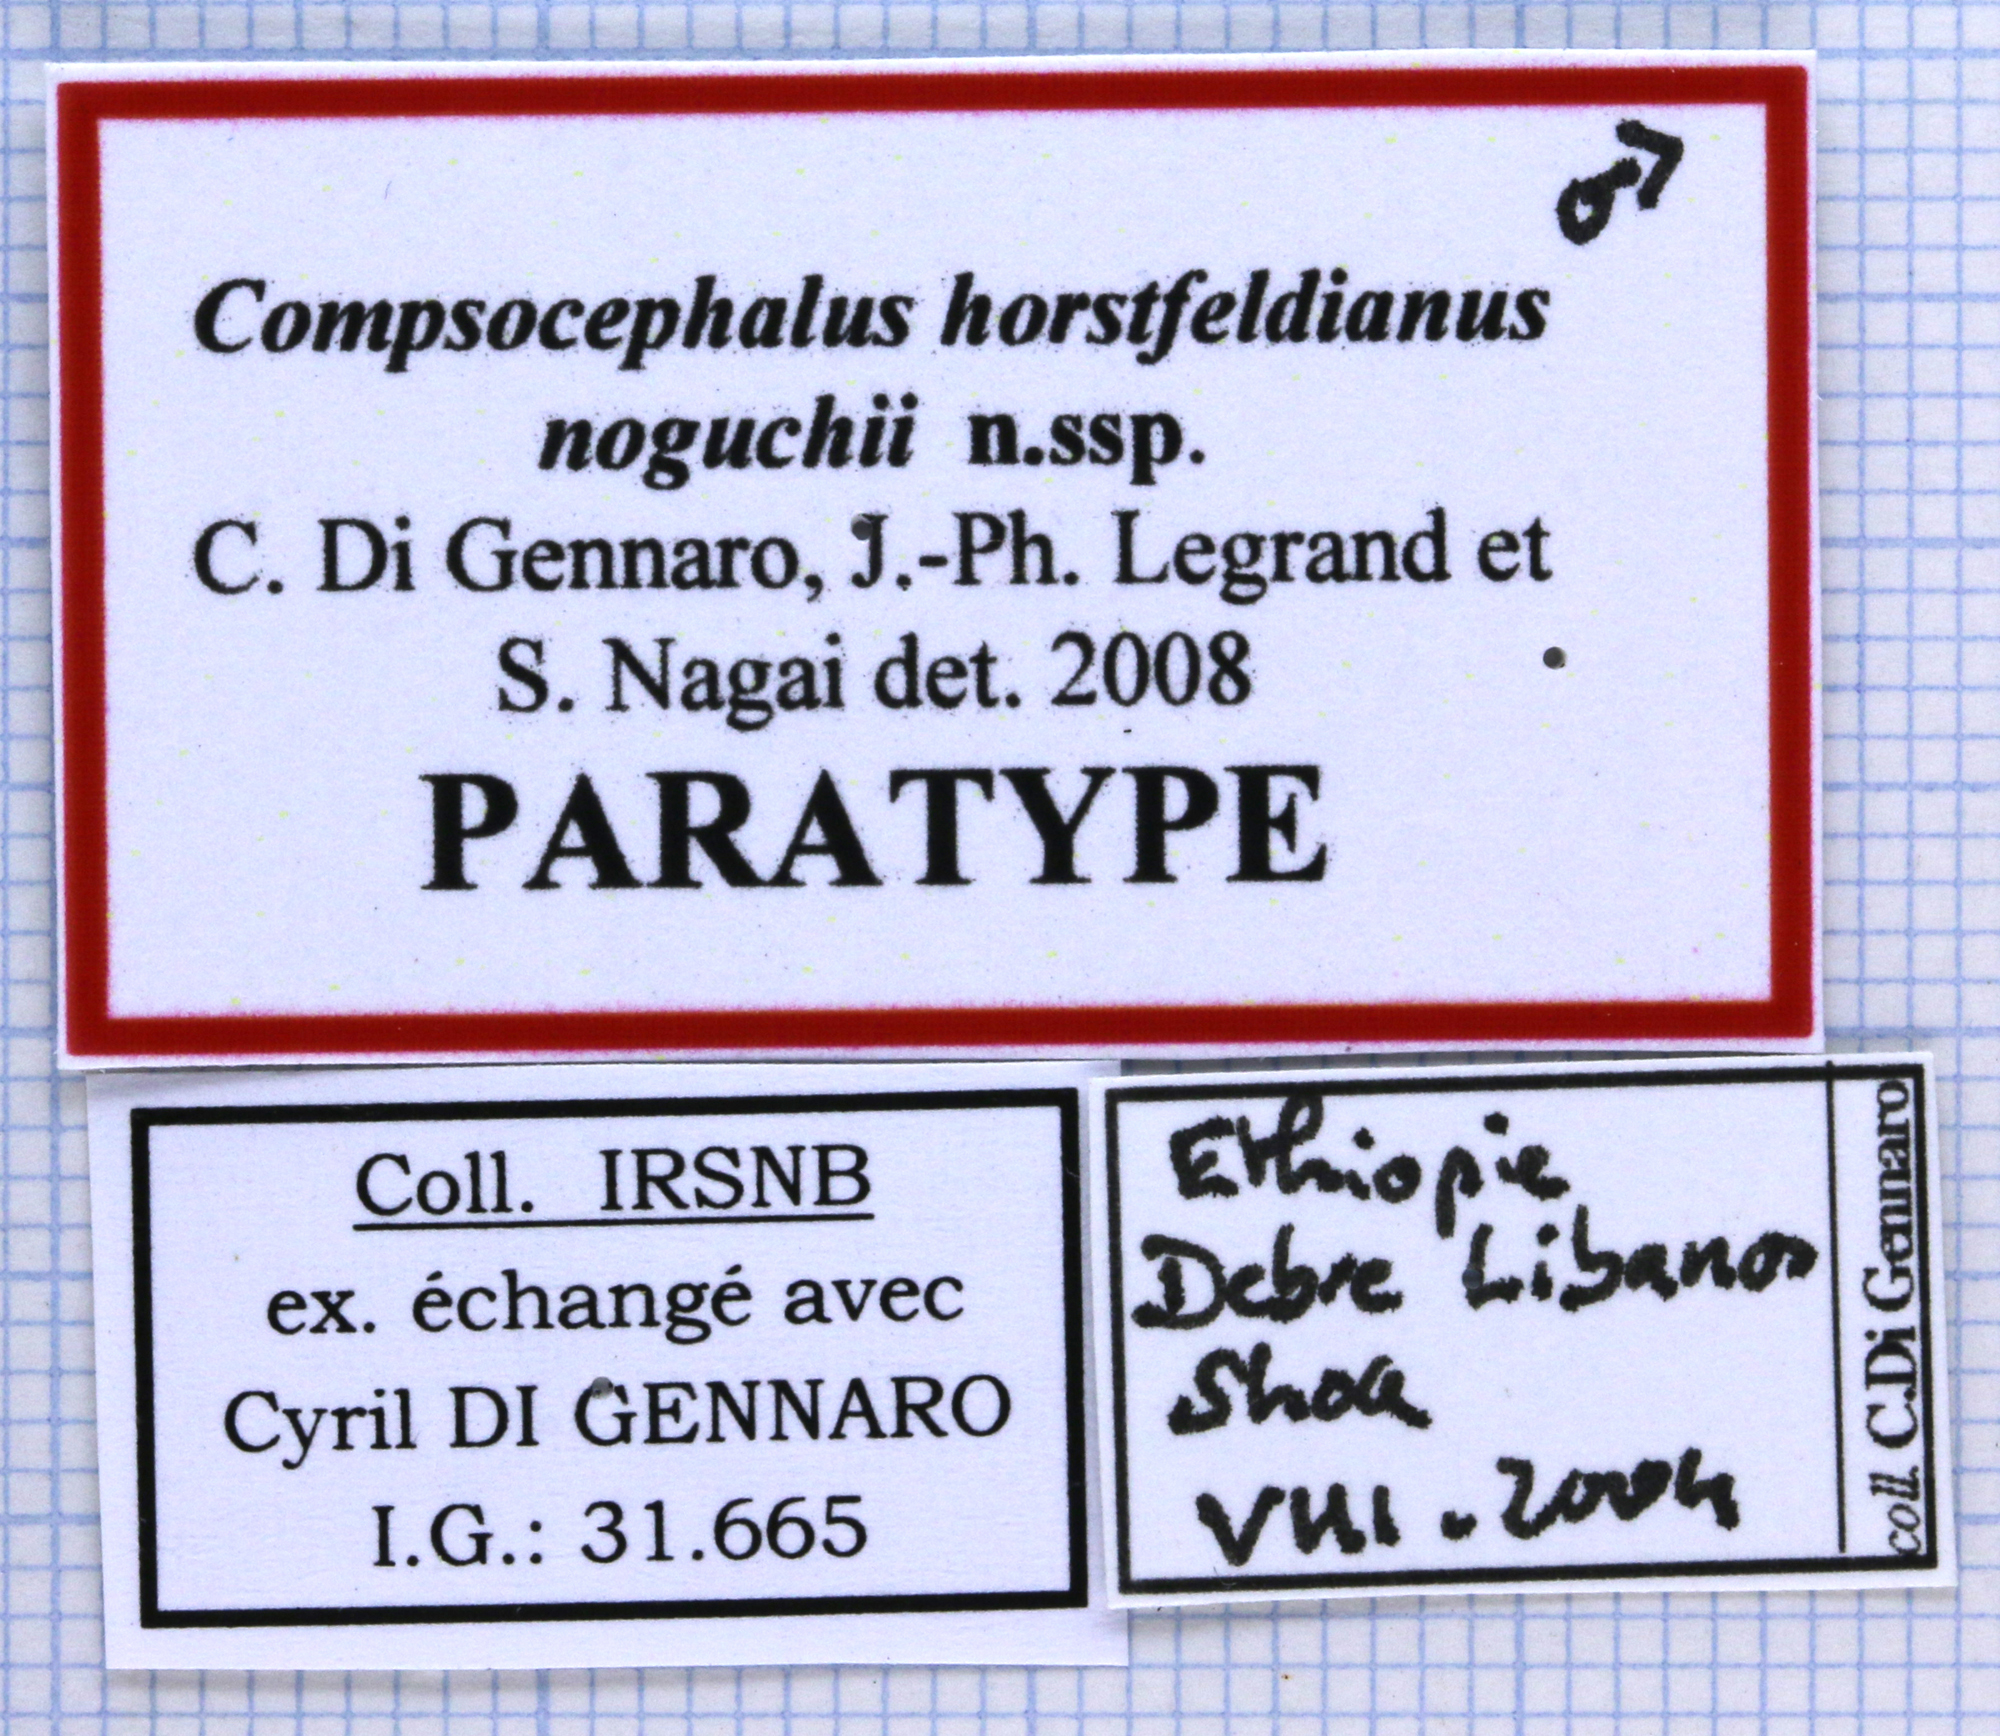 ♂
Compsocephalus horstfeldianus
noguchii n.ssp.
C. Di Gennaro, J.-Ph. Legrand et
S. Nagai det. 2008
PARATYPE
Coll. IRSNB
ex. échangé avec
Cyril DI GENNARO
I.G.: 31.665
Ethiopie
Debre Libanos
Shoa
VIII.2004
coll. C.Di Gennaro